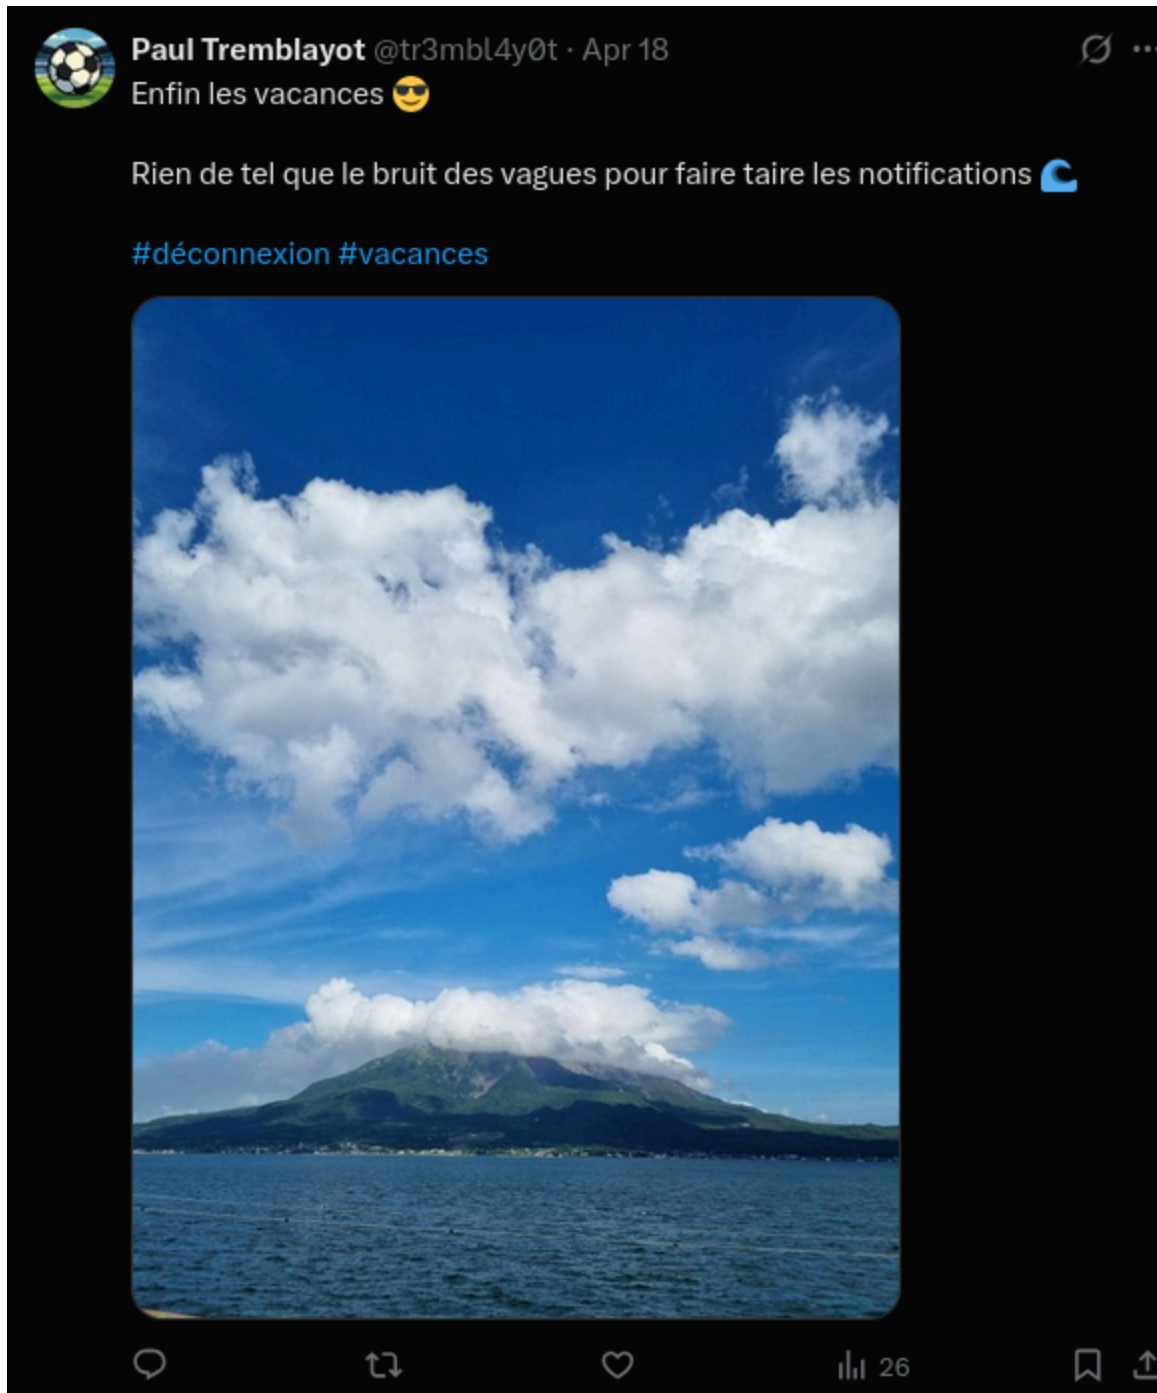 Paul Tremblayot @tr3mbl4y0t · Apr 18
Enfin les vacances 😎
Rien de tel que le bruit des vagues pour faire taire les notifications 🌊
#déconnexion #vacances
26